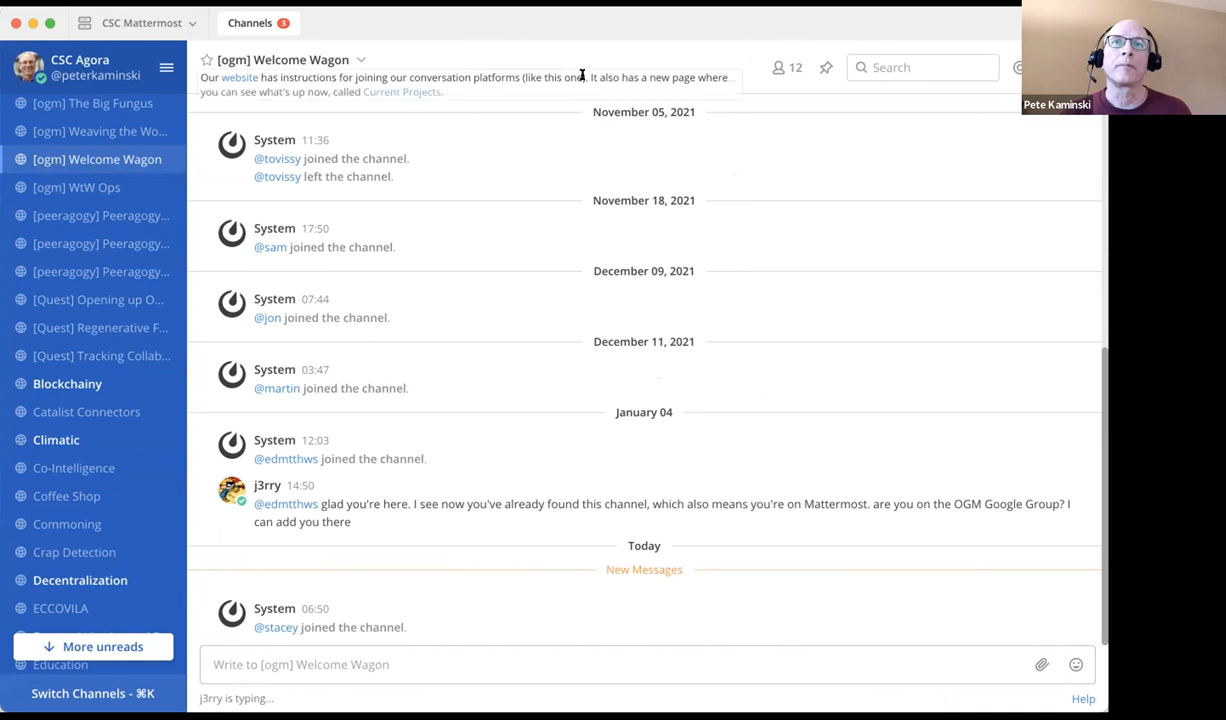 CSC Mattermost
Channels 3
CSC Agora
@peterkaminski
[ogm] The Big Fungus
[ogm] Weaving the Wo...
[ogm] Welcome Wagon
[ogm] WtW Ops
[peeragogy] Peeragogy...
[peeragogy] Peeragogy...
[peeragogy] Peeragogy...
[Quest] Opening up O...
[Quest] Regenerative F...
[Quest] Tracking Collab...
Blockchainy
Catalist Connectors
Climatic
Co-Intelligence
Coffee Shop
Commoning
Crap Detection
Decentralization
ECCOVILA
More unreads
Education
Switch Channels - ⌘K
[ogm] Welcome Wagon
Our website has instructions for joining our conversation platforms (like this one). It also has a new page where
you can see what's up now, called Current Projects.
12
Search
Pete Kaminski
November 05, 2021
System 11:36
@tovissy joined the channel.
@tovissy left the channel.
November 18, 2021
System 17:50
@sam joined the channel.
December 09, 2021
System 07:44
@jon joined the channel.
December 11, 2021
System 03:47
@martin joined the channel.
January 04
System 12:03
@edmtthws joined the channel.
j3rry 14:50
@edmtthws glad you're here. I see now you've already found this channel, which also means you're on Mattermost. are you on the OGM Google Group? I
can add you there
Today
New Messages
System 06:50
@stacey joined the channel.
Write to [ogm] Welcome Wagon
j3rry is typing...
Help